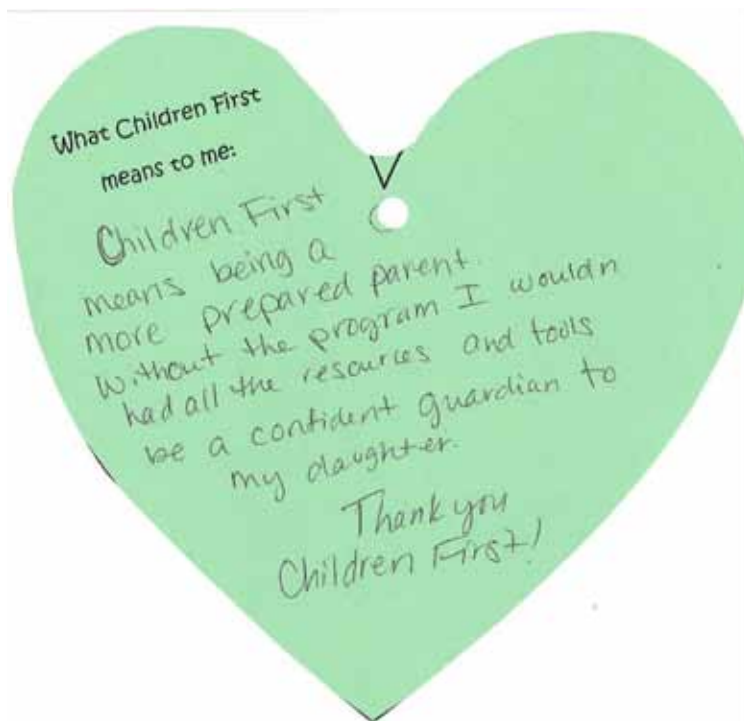 What Children First
means to me:
Children First
means being a
more prepared parent.
Without the program I wouldn
had all the resources and tools
be a confident guardian to
my daughter.
Thank you
Children First!